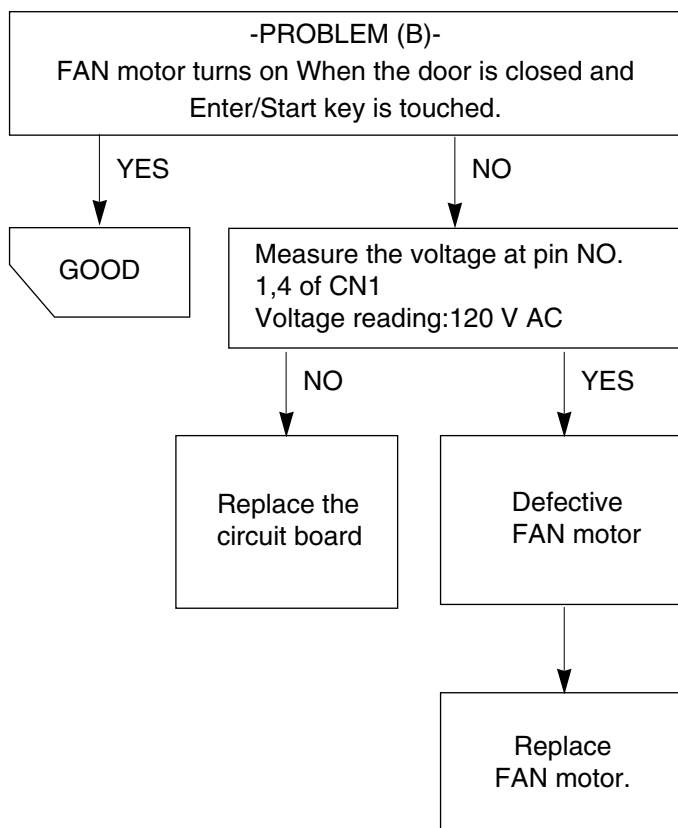 -PROBLEM (B)-
FAN motor turns on When the door is closed and
Enter/Start key is touched.
YES
NO
GOOD
Measure the voltage at pin NO.
1,4 of CN1
Voltage reading:120 V AC
NO
YES
Replace the
circuit board
Defective
FAN motor
Replace
FAN motor.